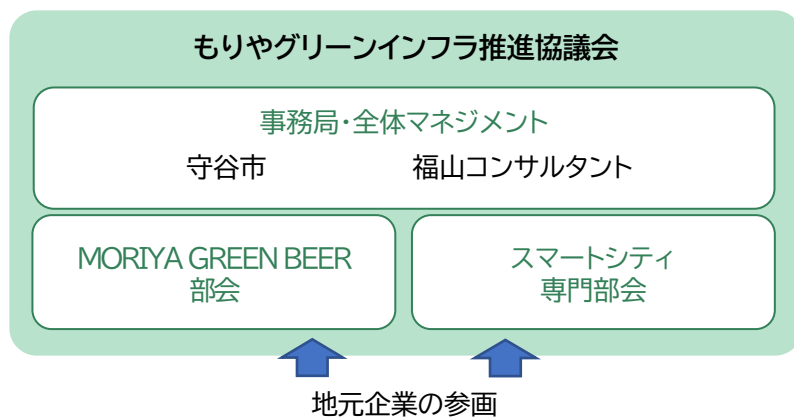 もりやグリーンインフラ推進協議会
事務局・全体マネジメント
守谷市 福山コンサルタント
MORIYA GREEN BEER
部会
スマートシティ
専門部会
地元企業の参画